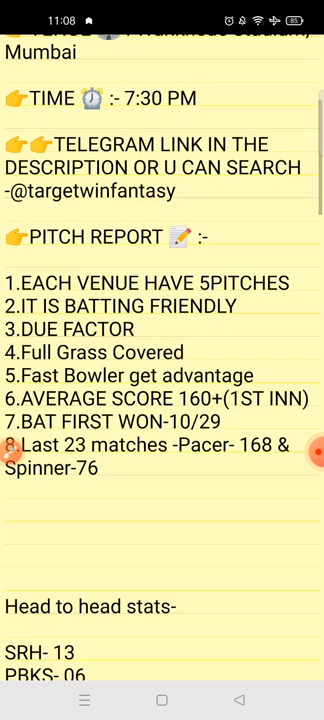 11:08
85
Mumbai
👉TIME ⏰ :- 7:30 PM
👉👉TELEGRAM LINK IN THE
DESCRIPTION OR U CAN SEARCH
-@targetwinfantasy
👉PITCH REPORT 📝 :-
1.EACH VENUE HAVE 5PITCHES
2.IT IS BATTING FRIENDLY
3.DUE FACTOR
4.Full Grass Covered
5.Fast Bowler get advantage
6.AVERAGE SCORE 160+(1ST INN)
7.BAT FIRST WON-10/29
8.Last 23 matches -Pacer- 168 &
Spinner-76
Head to head stats-
SRH- 13
PBKS- 06